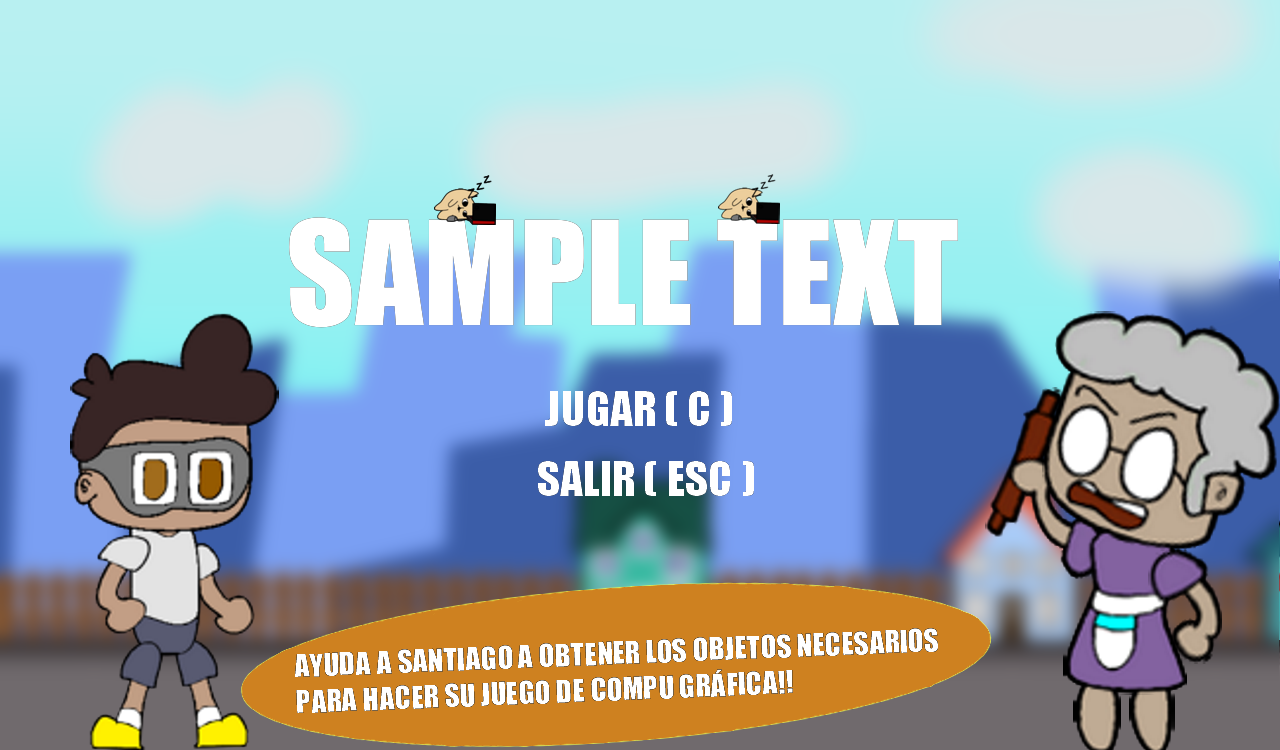 z z z
z z z
SAMPLE TEXT
JUGAR ( C )
SALIR ( ESC )
AYUDA A SANTIAGO A OBTENER LOS OBJETOS NECESARIOS
PARA HACER SU JUEGO DE COMPU GRÁFICA!!